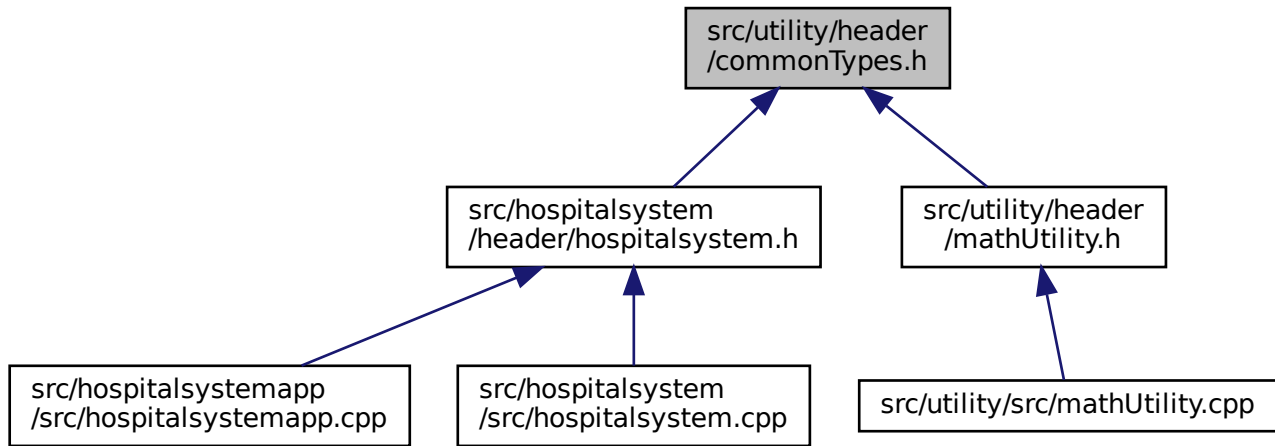 src/utility/header
/commonTypes.h
src/hospitalsystem
/header/hospitalsystem.h
src/utility/header
/mathUtility.h
src/hospitalsystemapp
/src/hospitalsystemapp.cpp
src/hospitalsystem
/src/hospitalsystem.cpp
src/utility/src/mathUtility.cpp